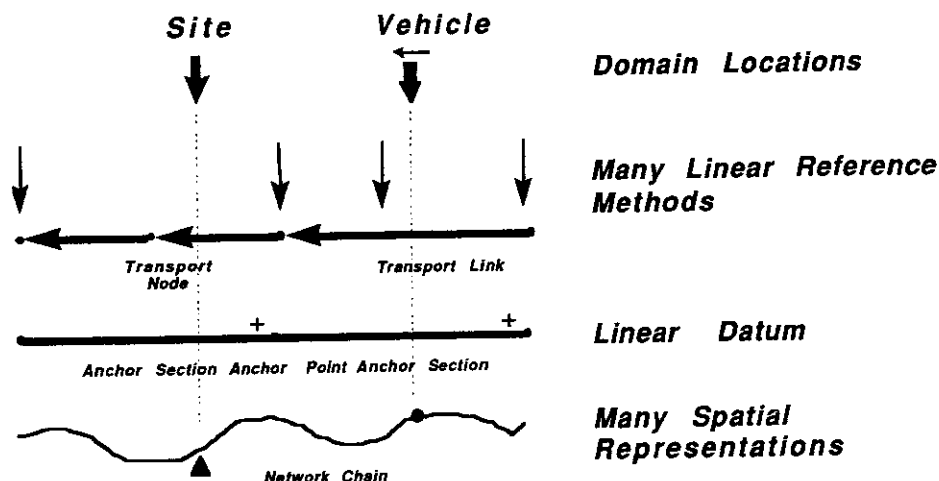 Site Vehicle
Domain Locations
Many Linear Reference
Methods
Transport
Node
Transport Link
Linear Datum
+ +
Anchor Section Anchor Point Anchor Section
Many Spatial
Representations
Network Chain